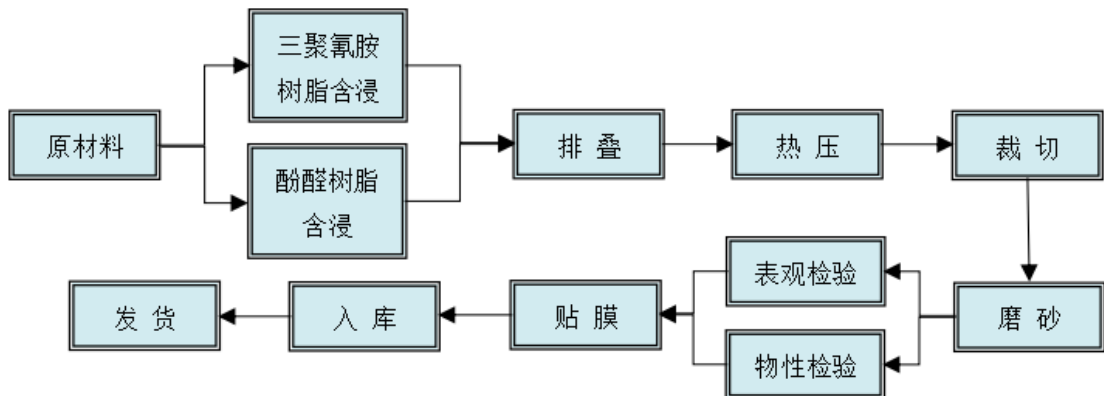 三聚氰胺
树脂含浸
原材料
酚醛树脂
含浸
排叠
热压
裁切
磨砂
表观检验
物性检验
贴膜
入库
发货